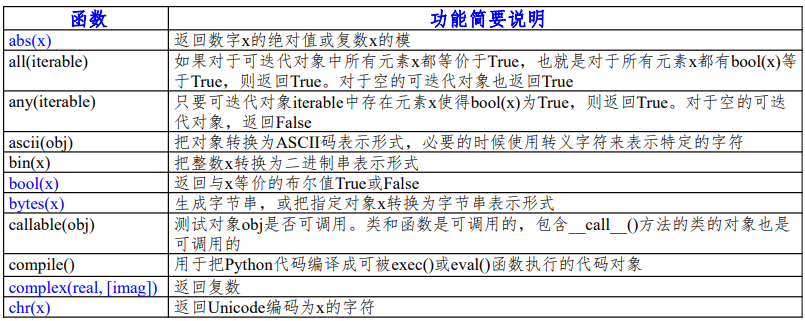 函数 功能简要说明
abs(x) 返回数字x的绝对值或复数x的模
all(iterable) 如果对于可迭代对象中所有元素x都等价于True，也就是对于所有元素x都有bool(x)等
于True，则返回True。对于空的可迭代对象也返回True
any(iterable) 只要可迭代对象iterable中存在元素x使得bool(x)为True，则返回True。对于空的可迭
代对象，返回False
ascii(obj) 把对象转换为ASCII码表示形式，必要的时候使用转义字符来表示特定的字符
bin(x) 把整数x转换为二进制串表示形式
bool(x) 返回与x等价的布尔值True或False
bytes(x) 生成字节串，或把指定对象x转换为字节串表示形式
callable(obj) 测试对象obj是否可调用。类和函数是可调用的，包含__call__()方法的类的对象也是
可调用的
compile() 用于把Python代码编译成可被exec()或eval()函数执行的代码对象
complex(real, [imag]) 返回复数
chr(x) 返回Unicode编码为x的字符